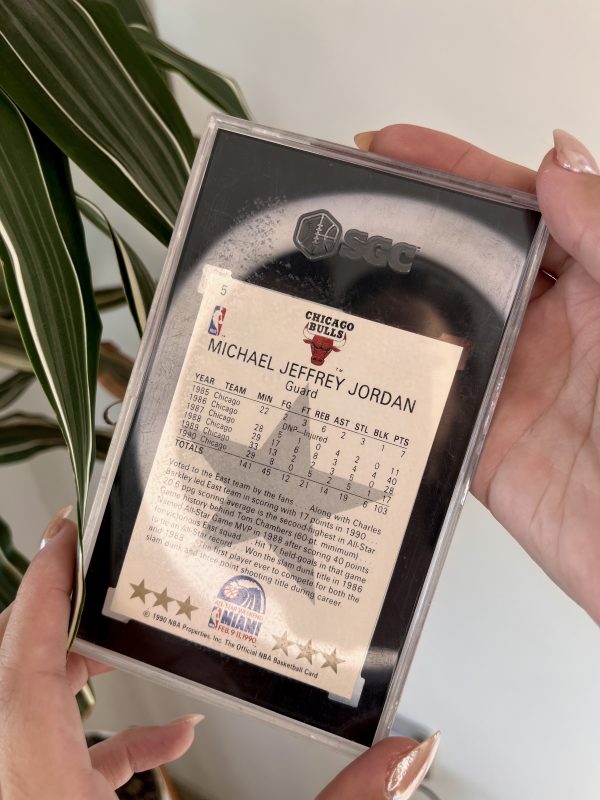 SGC
5
NBA
CHICAGO
BULLS
TM
MICHAEL JEFFREY JORDAN
Guard
YEAR TEAM MIN FG FT REB AST STL BLK PTS
1985 Chicago 22 2 3 6 2 3 1 7
1986 Chicago DNP–Injured
1987 Chicago 28 5 1 0 4 2 0 11
1988 Chicago 29 17 40
1989 Chicago 33 13 2 2 3 5 0 28
1990 Chicago 29 8 0 5 2 5 1 17
TOTALS 141 45 12 21 14 19 6 103
Voted to the East team by the fans . . . Along with Charles
Barkley led East team in scoring with 17 points in 1990 . . .
20.6 ppg scoring average is the second-highest in All-Star
Game history behind Tom Chambers (60 pt. minimum) . . .
Named All-Star Game MVP in 1988 after scoring 40 points
for victorious East squad . . . Hit 17 field-goals in that game
to tie an All-Star record . . . Won the slam dunk title in 1986
and 1988 . . . The first player ever to compete for both the
slam dunk and three point shooting title during career.
ALL-STAR WEEKEND
NBA MIAMI
FEB. 9-11, 1990
© 1990 NBA Properties, Inc. The Official NBA Basketball Card